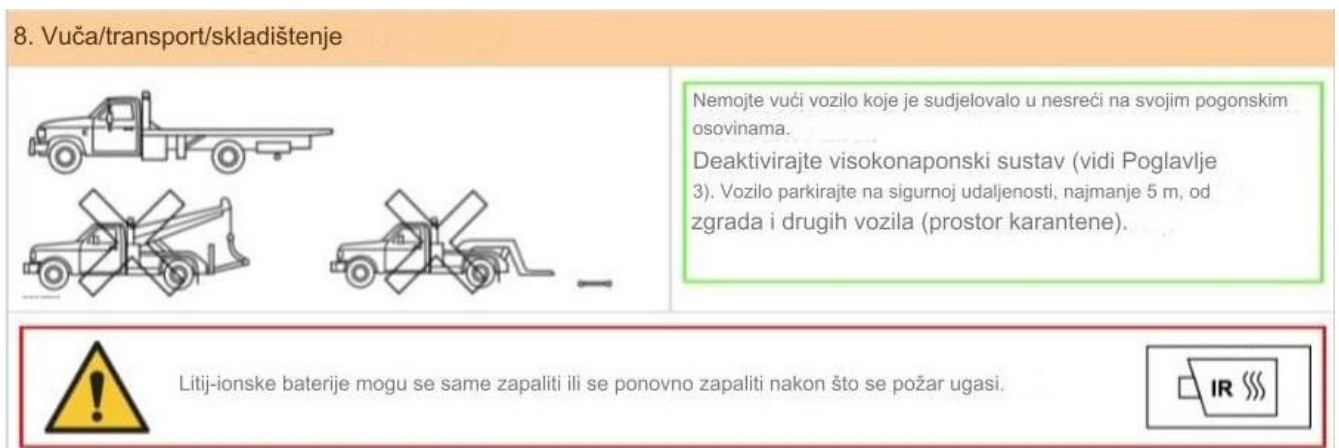 8. Vuča/transport/skladištenje
Nemojte vući vozilo koje je sudjelovalo u nesreći na svojim pogonskim
osovinama.
Deaktivirajte visokonaponski sustav (vidi Poglavlje
3). Vozilo parkirajte na sigurnoj udaljenosti, najmanje 5 m, od
zgrada i drugih vozila (prostor karantene).
Litij-ionske baterije mogu se same zapaliti ili se ponovno zapaliti nakon što se požar ugasi.
IR